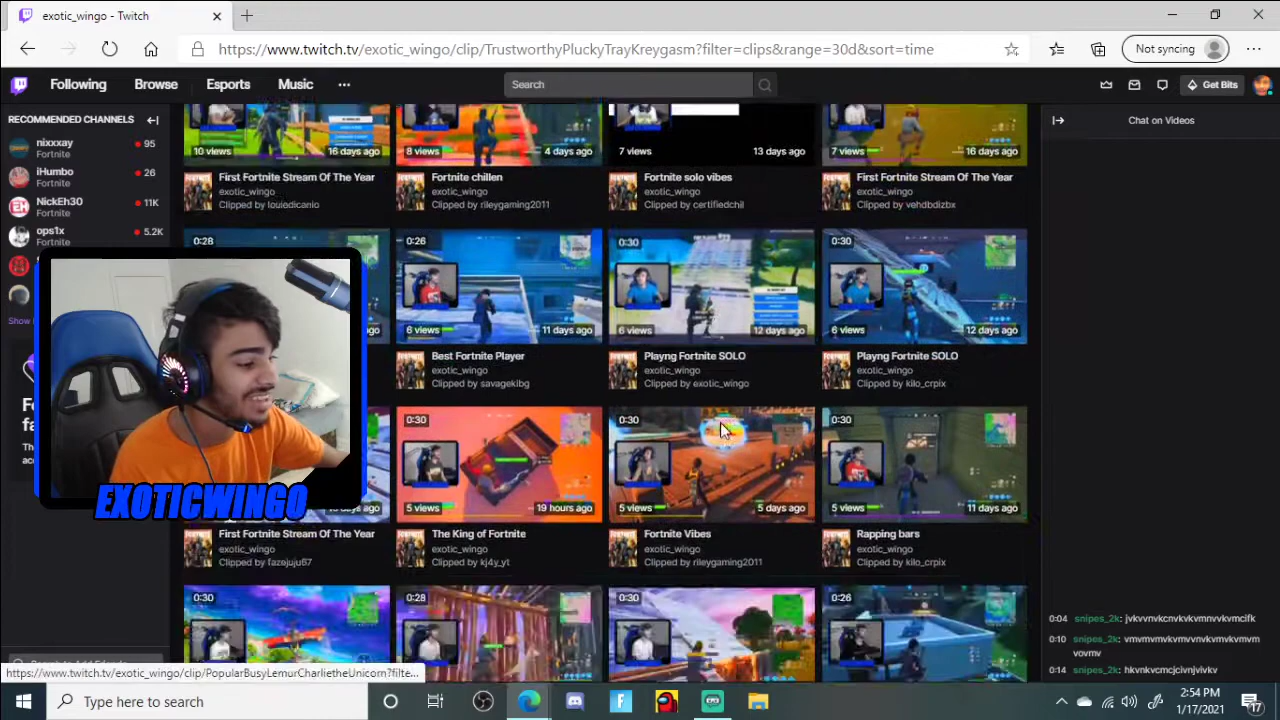 exotic_wingo - Twitch
https://www.twitch.tv/exotic_wingo/clip/TrustworthyPluckyTrayKreygasm?filter=clips&range=30d&sort=time
Not syncing
Following Browse Esports Music
Search
Get Bits
RECOMMENDED CHANNELS
nixxxay
Fortnite
95
iHumbo
Fortnite
26
NickEh30
Fortnite
11K
ops1x
Fortnite
5.2K
Show
10 views 16 days ago
First Fortnite Stream Of The Year
exotic_wingo
Clipped by louiedicanio
8 views 4 days ago
Fortnite chillen
exotic_wingo
Clipped by rileygaming2011
7 views 13 days ago
Fortnite solo vibes
exotic_wingo
Clipped by certifiedchil
7 views 16 days ago
First Fortnite Stream Of The Year
exotic_wingo
Clipped by vehdbdizbx
0:28
0:26
6 views 11 days ago
Best Fortnite Player
exotic_wingo
Clipped by savagekibg
0:30
6 views 12 days ago
Playng Fortnite SOLO
exotic_wingo
Clipped by exotic_wingo
0:30
6 views 12 days ago
Playng Fortnite SOLO
exotic_wingo
Clipped by kilo_crpix
First Fortnite Stream Of The Year
exotic_wingo
Clipped by fazejuju67
0:30
5 views 19 hours ago
The King of Fortnite
exotic_wingo
Clipped by kj4y_yt
0:30
5 views 5 days ago
Fortnite Vibes
exotic_wingo
Clipped by rileygaming2011
0:30
5 views 11 days ago
Rapping bars
exotic_wingo
Clipped by kilo_crpix
0:30
0:28
0:30
0:26
EXOTICWINGO
Chat on Videos
0:04 snipes_2k: jvkvvnvkcnvkvkvmnvvkvmcifk
0:10 snipes_2k: vmvmvmvkvmvvnvkvmvkvmvm
vovmv
0:14 snipes_2k: hkvnkvcmcjcivnjvivkv
https://www.twitch.tv/exotic_wingo/clip/PopularBusyLemurCharlietheUnicorn?filte...
Type here to search
2:54 PM
1/17/2021
17